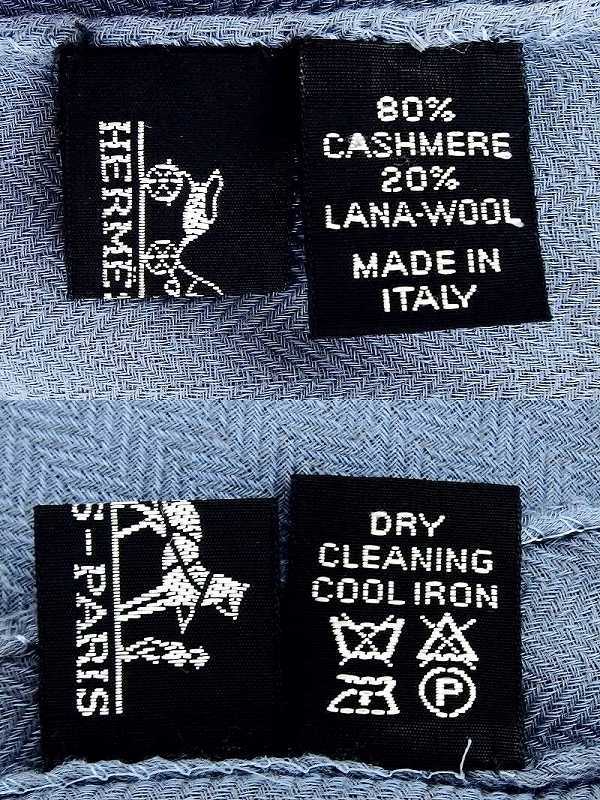 HERME
80%
CASHMERE
20%
LANA-WOOL
MADE IN
ITALY
S-PARIS
DRY
CLEANING
COOL IRON
P